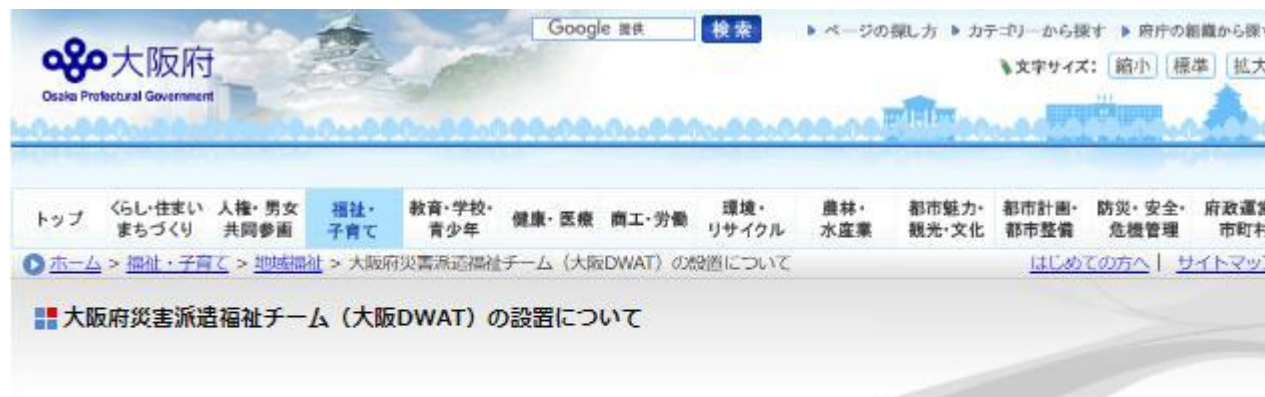 Google 提供 検索 ページの探し方 カテゴリーから探す 府庁の組織から探す
大阪府
Osaka Prefectural Government
文字サイズ: 縮小 標準 拡大
トップ くらし・住まい まちづくり 人権・男女 共同参画 福祉・ 子育て 教育・学校・ 青少年 健康・医療 商工・労働 環境・ リサイクル 農林・ 水産業 都市魅力・ 観光・文化 都市計画・ 都市整備 防災・安全・ 危機管理 府政運営 市町村
ホーム > 福祉・子育て > 地域福祉 > 大阪府災害派遣福祉チーム（大阪DWAT）の設置について はじめての方へ | サイトマップ
大阪府災害派遣福祉チーム（大阪DWAT）の設置について